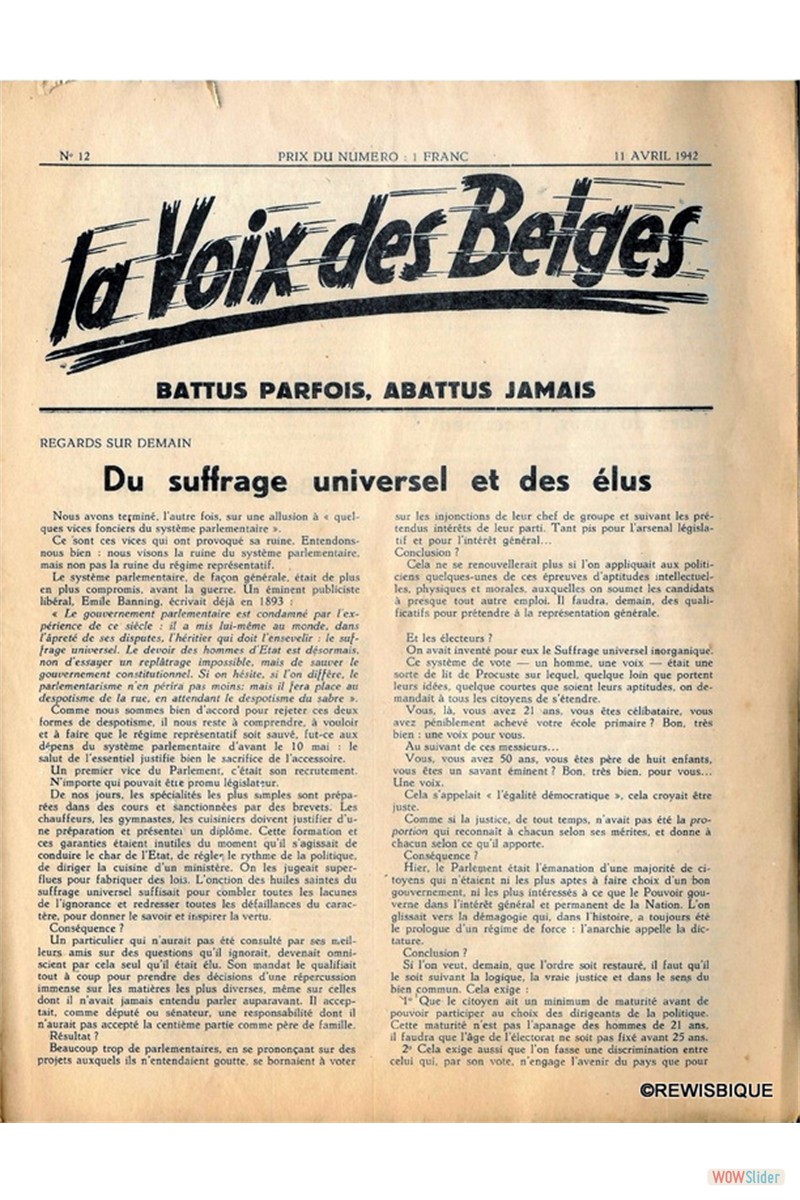 N° 12
PRIX DU NUMERO : 1 FRANC
11 AVRIL 1942
la Voix des Belges
BATTUS PARFOIS, ABATTUS JAMAIS
REGARDS SUR DEMAIN
Du suffrage universel et des élus
Nous avons terminé, l'autre fois, sur une allusion à « quel-
ques vices fonciers du système parlementaire ».
Ce sont ces vices qui ont provoqué sa ruine. Entendons-
nous bien : nous visons la ruine du système parlementaire,
mais non pas la ruine du régime représentatif.
Le système parlementaire, de façon générale, était de plus
en plus compromis, avant la guerre. Un éminent publiciste
libéral, Emile Banning, écrivait déjà en 1893 :
« Le gouvernement parlementaire est condamné par l'ex-
périence de ce siècle : il a mis lui-même au monde, dans
l'âpreté de ses disputes, l'héritier qui doit l'ensevelir : le suf-
frage universel. Le devoir des hommes d'Etat est désormais,
non d'essayer un replâtrage impossible, mais de sauver le
gouvernement constitutionnel. Si on hésite, si l'on diffère, le
parlementarisme n'en périra pas moins; mais il fera place au
despotisme de la rue, en attendant le despotisme du sabre ».
Comme nous sommes bien d'accord pour rejeter ces deux
formes de despotisme, il nous reste à comprendre, à vouloir
et à faire que le régime représentatif soit sauvé, fut-ce aux
dépens du système parlementaire d'avant le 10 mai : le
salut de l'essentiel justifie bien le sacrifice de l'accessoire.
Un premier vice du Parlement, c'était son recrutement.
N'importe qui pouvait être promu législateur.
De nos jours, les spécialités les plus simples sont prépa-
rées dans des cours et sanctionnées par des brevets. Les
chauffeurs, les gymnastes, les cuisiniers doivent justifier d'u-
ne préparation et présenter un diplôme. Cette formation et
ces garanties étaient inutiles du moment qu'il s'agissait de
conduire le char de l'Etat, de régler le rythme de la politique,
de diriger la cuisine d'un ministère. On les jugeait super-
flues pour fabriquer des lois. L'onction des huiles saintes du
suffrage universel suffisait pour combler toutes les lacunes
de l'ignorance et redresser toutes les défaillances du carac-
tère, pour donner le savoir et inspirer la vertu.
Conséquence ?
Un particulier qui n'aurait pas été consulté par ses meil-
leurs amis sur des questions qu'il ignorait, devenait omni-
scient par cela seul qu'il était élu. Son mandat le qualifiait
tout à coup pour prendre des décisions d'une répercussion
immense sur les matières les plus diverses, même sur celles
dont il n'avait jamais entendu parler auparavant. Il accep-
tait, comme député ou sénateur, une responsabilité dont il
n'aurait pas accepté la centième partie comme père de famille.
Résultat ?
Beaucoup trop de parlementaires, en se prononçant sur des
projets auxquels ils n'entendaient goutte, se bornaient à voter
sur les injonctions de leur chef de groupe et suivant les pré-
tendus intérêts de leur parti. Tant pis pour l'arsenal législa-
tif et pour l'intérêt général...
Conclusion ?
Cela ne se renouvellerait plus si l'on appliquait aux politi-
ciens quelques-unes de ces épreuves d'aptitudes intellectuel-
les, physiques et morales, auxquelles on soumet les candidats
à presque tout autre emploi. Il faudra, demain, des quali-
ficatifs pour prétendre à la représentation générale.
Et les électeurs ?
On avait inventé pour eux le Suffrage universel inorganique.
Ce système de vote — un homme, une voix — était une
sorte de lit de Procuste sur lequel, quelque loin que portent
leurs idées, quelque courtes que soient leurs aptitudes, on de-
mandait à tous les citoyens de s'étendre.
Vous, là, vous avez 21 ans, vous êtes célibataire, vous
avez péniblement achevé votre école primaire ? Bon, très
bien : une voix pour vous.
Au suivant de ces messieurs...
Vous, vous avez 50 ans, vous êtes père de huit enfants,
vous êtes un savant éminent ? Bon, très bien, pour vous...
Une voix.
Cela s'appelait « l'égalité démocratique », cela croyait être
juste.
Comme si la justice, de tout temps, n'avait pas été la pro-
portion qui reconnaît à chacun selon ses mérites, et donne à
chacun selon ce qu'il apporte.
Conséquence ?
Hier, le Parlement était l'émanation d'une majorité de ci-
toyens qui n'étaient ni les plus aptes à faire choix d'un bon
gouvernement, ni les plus intéressés à ce que le Pouvoir gou-
verne dans l'intérêt général et permanent de la Nation. L'on
glissait vers la démagogie qui, dans l'histoire, a toujours été
le prologue d'un régime de force : l'anarchie appelle la dic-
tature.
Conclusion ?
Si l'on veut, demain, que l'ordre soit restauré, il faut qu'il
le soit suivant la logique, la vraie justice et dans le sens du
bien commun. Cela exige :
1° Que le citoyen ait un minimum de maturité avant de
pouvoir participer au choix des dirigeants de la politique.
Cette maturité n'est pas l'apanage des hommes de 21 ans,
il faudra que l'âge de l'électorat ne soit pas fixé avant 25 ans.
2° Cela exige aussi que l'on fasse une discrimination entre
celui qui, par son vote, n'engage l'avenir du pays que pour
©REWISBIQUE
WOWSlider